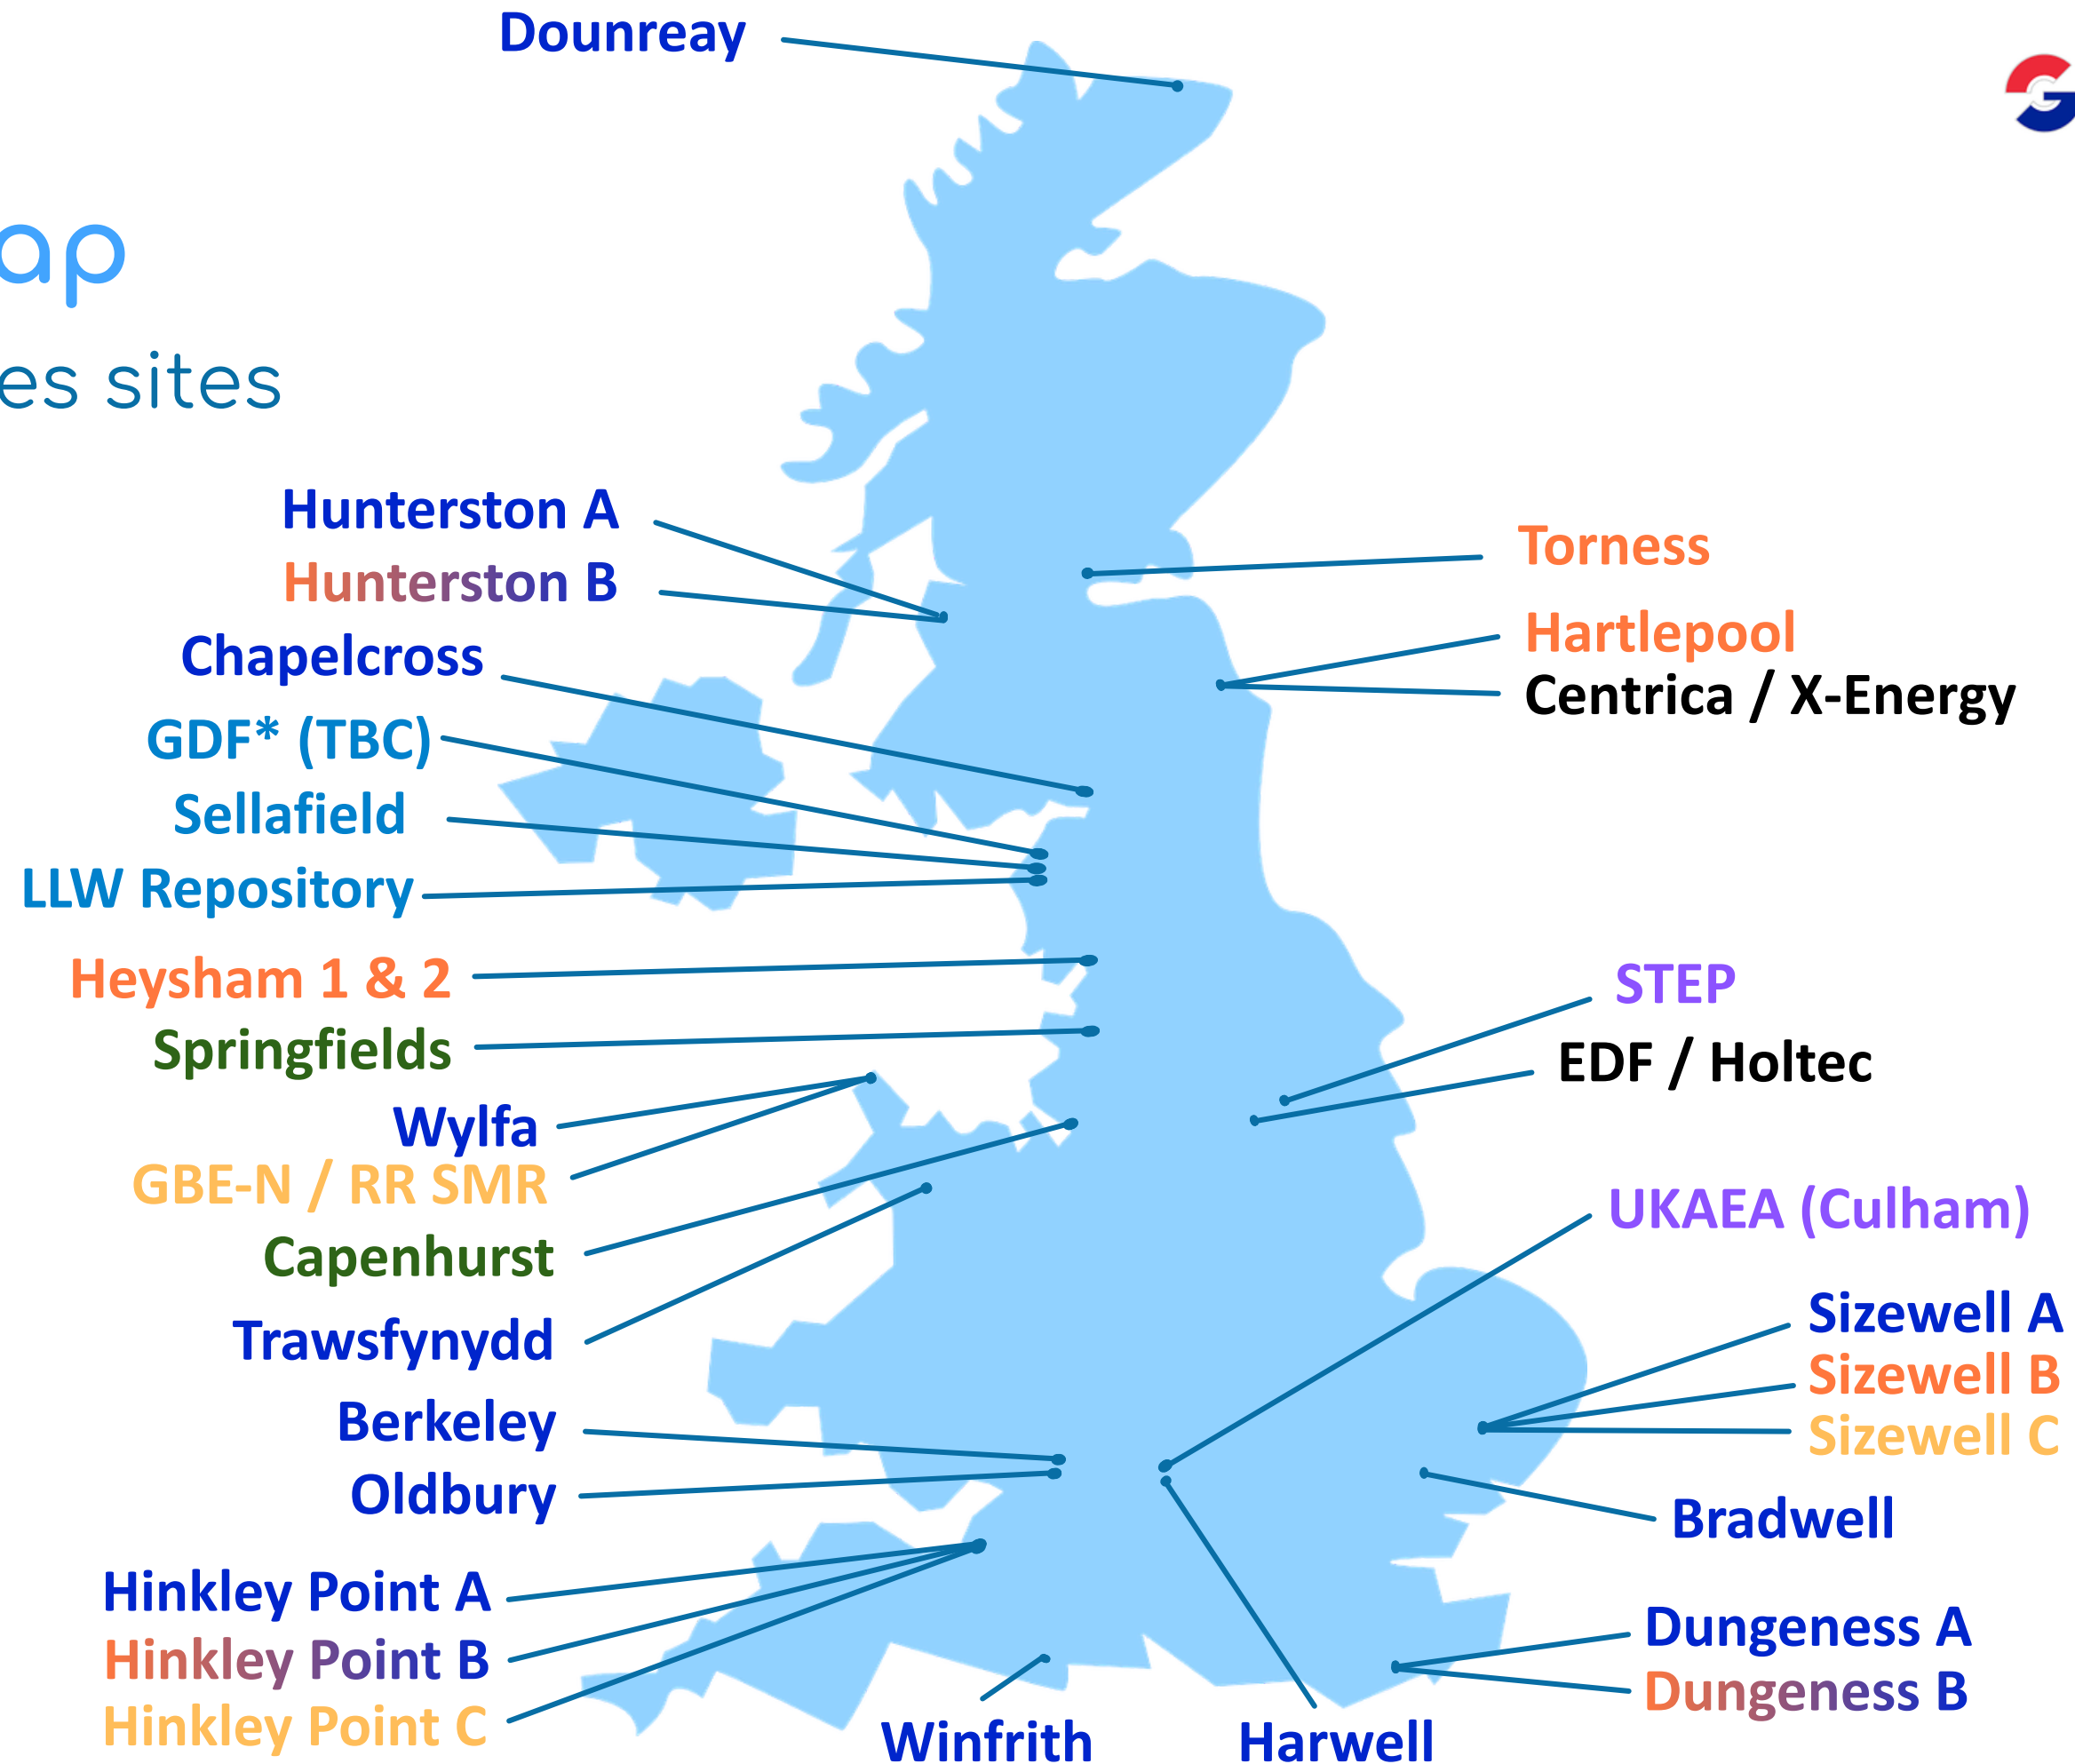 Dounreay
ap
es sites
Hunterston A
Hunterston B
Chapelcross
GDF* (TBC)
Sellafield
LLW Repository
Heysham 1 & 2
Springfields
Wylfa
GBE-N / RR SMR
Capenhurst
Trawsfynydd
Berkeley
Oldbury
Hinkley Point A
Hinkley Point B
Hinkley Point C
Winfrith
Harwell
Torness
Hartlepool
Centrica / X-Energy
STEP
EDF / Holtec
UKAEA (Culham)
Sizewell A
Sizewell B
Sizewell C
Bradwell
Dungeness A
Dungeness B